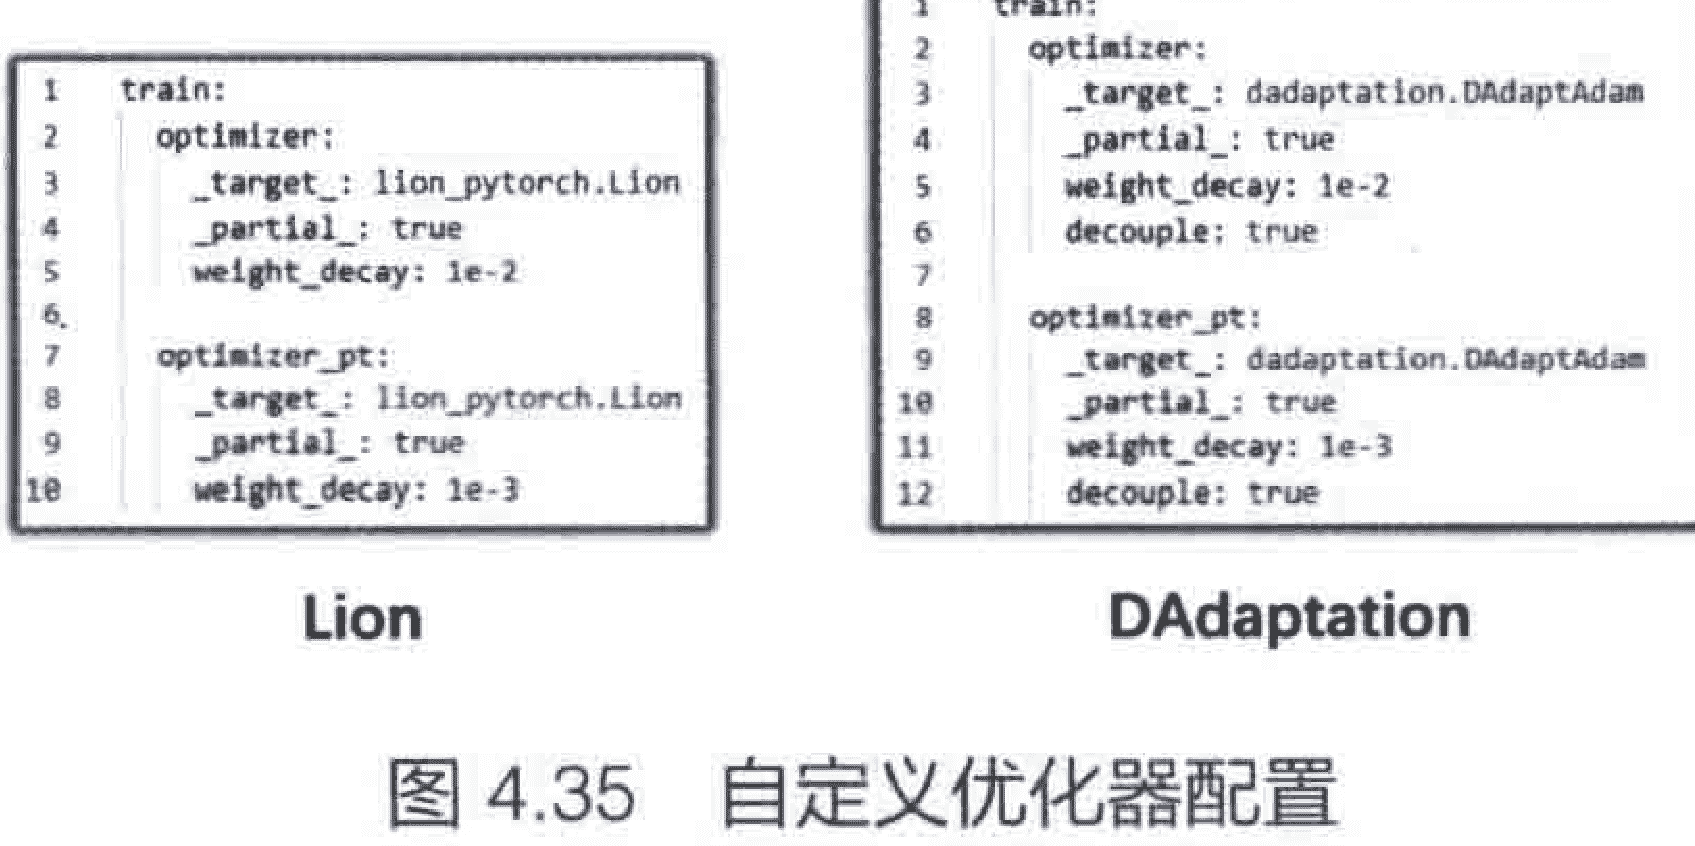 1 train:
2 optimizer:
3 _target_: lion_pytorch.Lion
4 _partial_: true
5 weight_decay: 1e-2
6
7 optimizer_pt:
8 _target_: lion_pytorch.Lion
9 _partial_: true
10 weight_decay: 1e-3
Lion
1 train:
2 optimizer:
3 _target_: dadaptation.DAdaptAdam
4 _partial_: true
5 weight_decay: 1e-2
6 decouple: true
7
8 optimizer_pt:
9 _target_: dadaptation.DAdaptAdam
10 _partial_: true
11 weight_decay: 1e-3
12 decouple: true
DAdaptation
图 4.35 自定义优化器配置